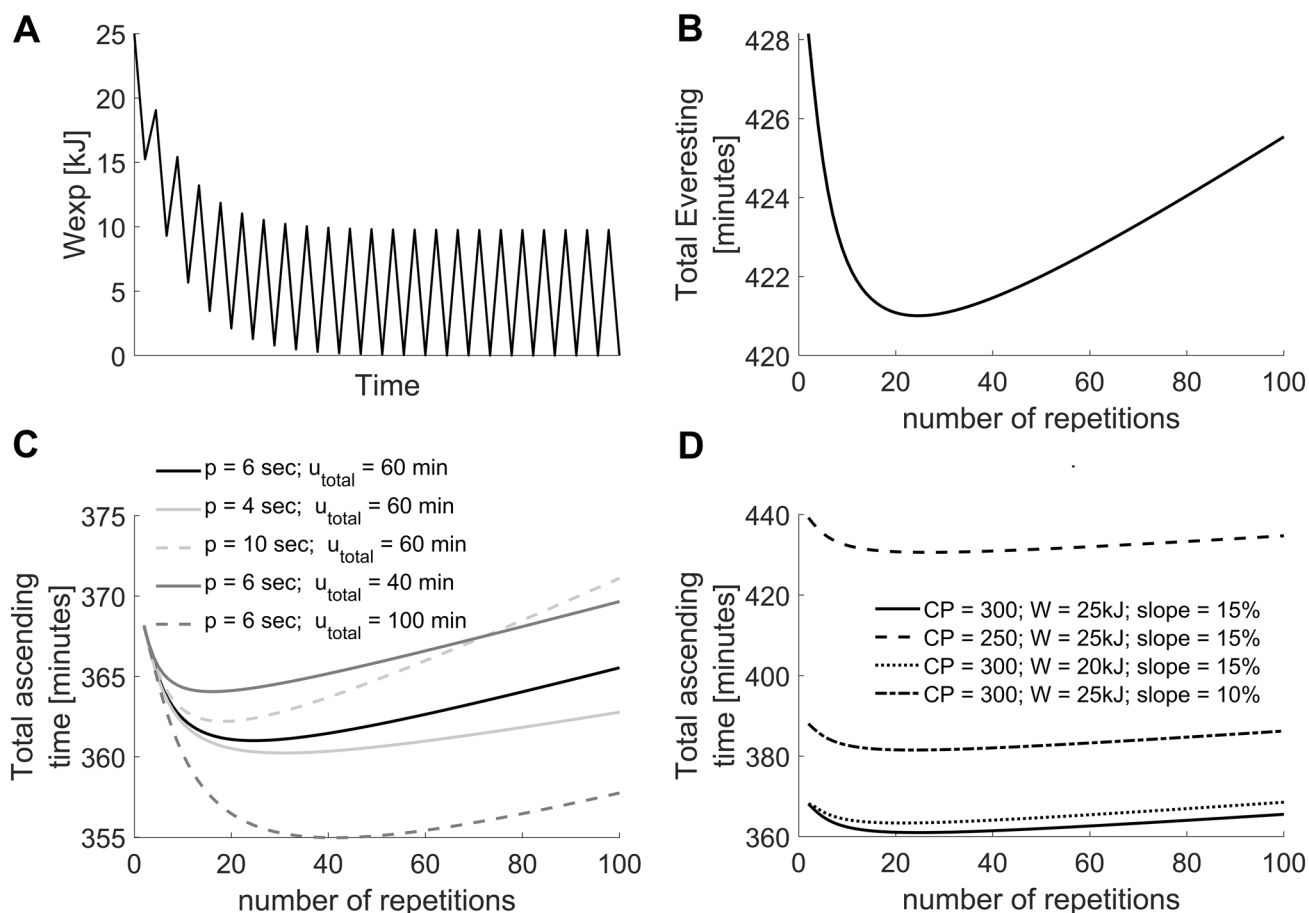 A
Wexp [kJ]
25
20
15
10
5
0
Time
B
Total Everesting
[minutes]
428
426
424
422
420
0
20
40
60
80
100
number of repetitions
C
p = 6 sec; u_total = 60 min
p = 4 sec; u_total = 60 min
p = 10 sec; u_total = 60 min
p = 6 sec; u_total = 40 min
p = 6 sec; u_total = 100 min
Total ascending
time [minutes]
375
370
365
360
355
0
20
40
60
80
100
number of repetitions
D
CP = 300; W = 25kJ; slope = 15%
CP = 250; W = 25kJ; slope = 15%
CP = 300; W = 20kJ; slope = 15%
CP = 300; W = 25kJ; slope = 10%
Total ascending
time [minutes]
440
420
400
380
360
0
20
40
60
80
100
number of repetitions